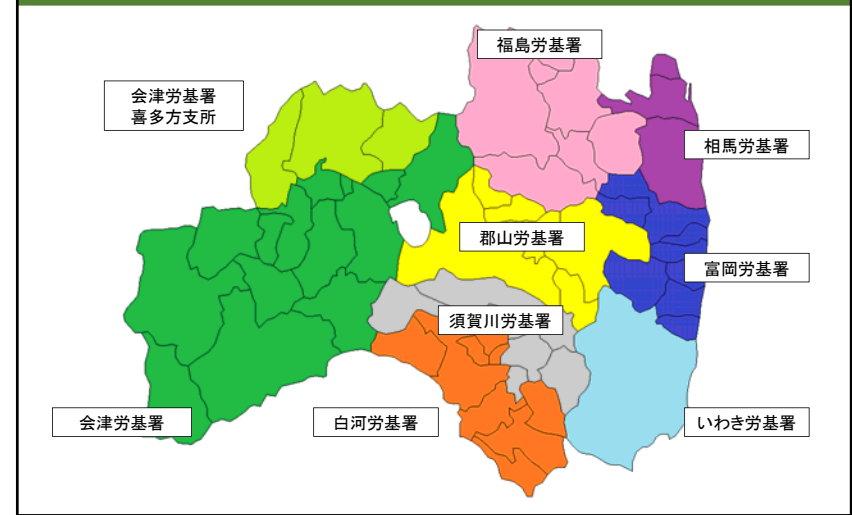 福島労基署
会津労基署
喜多方支所
相馬労基署
郡山労基署
富岡労基署
須賀川労基署
会津労基署
白河労基署
いわき労基署